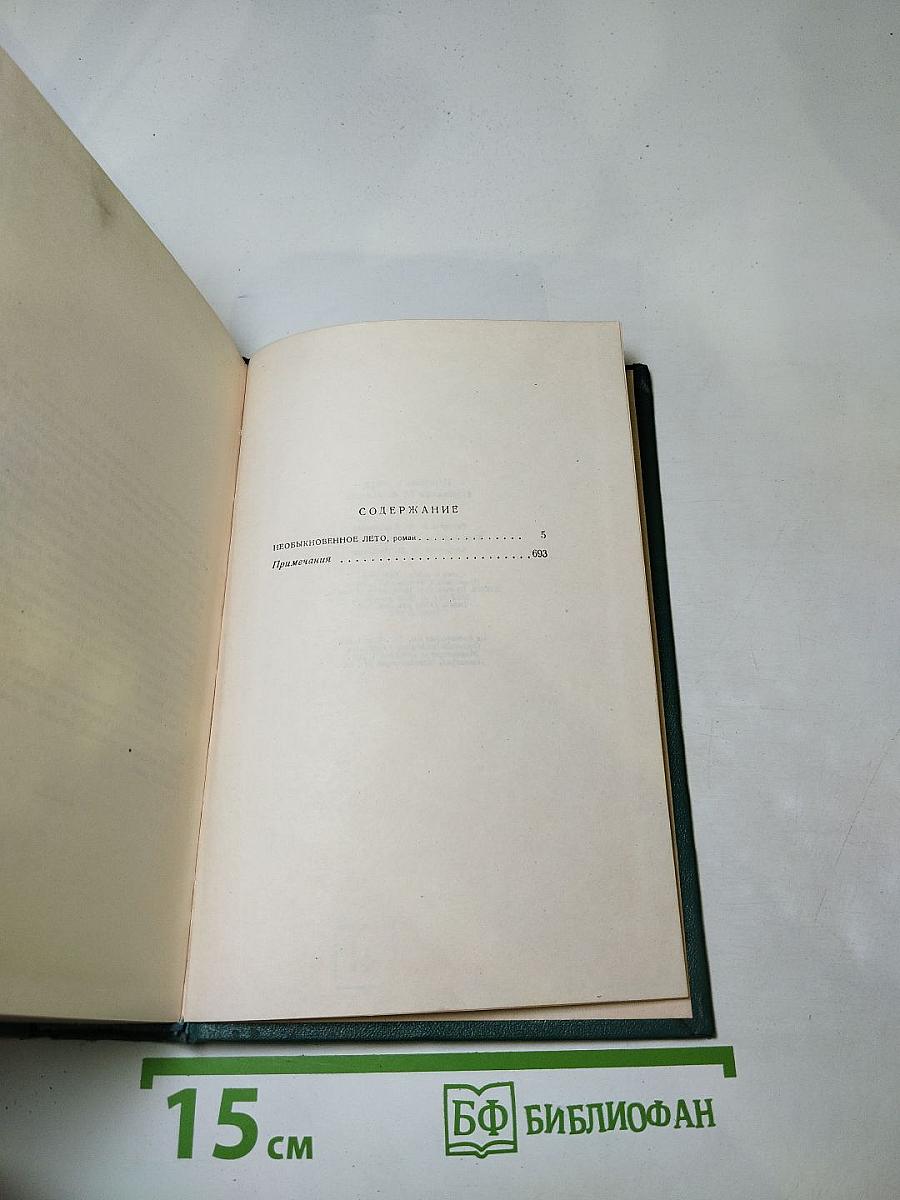 СОДЕРЖАНИЕ
НЕОБЫКНОВЕННОЕ ЛЕТО, роман . . . . . . . . . . . . . . 5
Примечания . . . . . . . . . . . . . . . . . . . . . . . . . 693
15 см
БФ БИБЛИОФАН